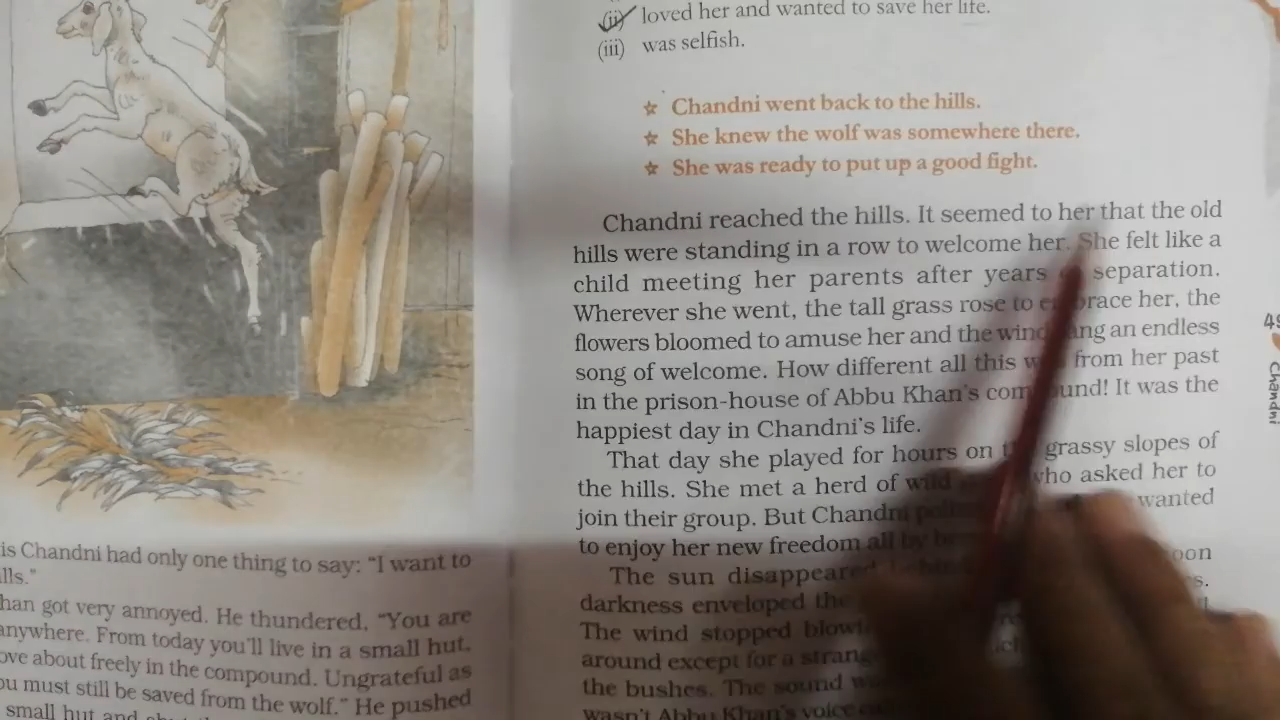 (ii) loved her and wanted to save her life.
(iii) was selfish.
☆ Chandni went back to the hills.
☆ She knew the wolf was somewhere there.
☆ She was ready to put up a good fight.
Chandni reached the hills. It seemed to her that the old
hills were standing in a row to welcome her. She felt like a
child meeting her parents after years separation.
Wherever she went, the tall grass rose to embrace her, the
flowers bloomed to amuse her and the wind sang an endless
song of welcome. How different all this from her past
in the prison-house of Abbu Khan's compound! It was the
happiest day in Chandni's life.
That day she played for hours on grassy slopes of
the hills. She met a herd of wild who asked her to
join their group. But Chandni wanted
to enjoy her new freedom all by
The sun disappeared
darkness enveloped the
The wind stopped
around except for a
the bushes. The sound
wasn't Abbu Khan's voice
49
Chandni
is Chandni had only one thing to say: "I want to
lls."
han got very annoyed. He thundered, "You are
anywhere. From today you'll live in a small hut,
ove about freely in the compound. Ungrateful as
ou must still be saved from the wolf." He pushed
small hut and